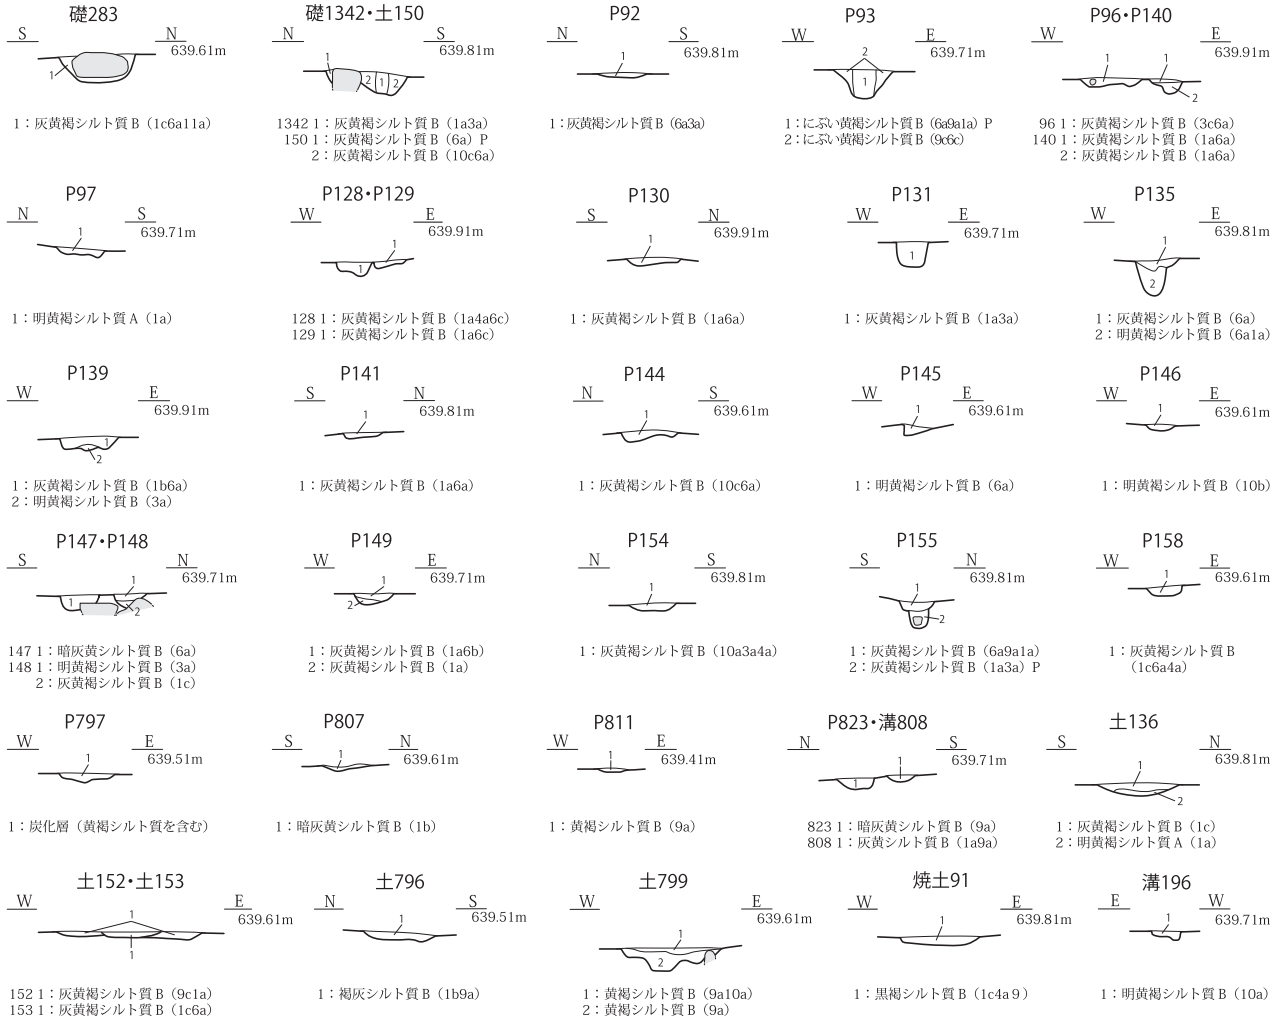 礎283
S N
639.61m
1
1：灰黄褐シルト質B（1c6a11a）
礎1342・土150
N S
639.81m
1 2 1 2
1342 1：灰黄褐シルト質B（1a3a）
150 1：灰黄褐シルト質B（6a）P
2：灰黄褐シルト質B（10c6a）
P92
N S
639.81m
1
1：灰黄褐シルト質B（6a3a）
P93
W E
639.71m
2
1
1：にぶい黄褐シルト質B（6a9a1a）P
2：にぶい黄褐シルト質B（9c6c）
P96・P140
W E
639.91m
1 1
2
96 1：灰黄褐シルト質B（3c6a）
140 1：灰黄褐シルト質B（1a6a）
2：灰黄褐シルト質B（1a6a）
P97
N S
639.71m
1
1：明黄褐シルト質A（1a）
P128・P129
W E
639.91m
1 1
128 1：灰黄褐シルト質B（1a4a6c）
129 1：灰黄褐シルト質B（1a6c）
P130
S N
639.91m
1
1：灰黄褐シルト質B（1a6a）
P131
W E
639.71m
1
1：灰黄褐シルト質B（1a3a）
P135
W E
639.81m
1
2
1：灰黄褐シルト質B（6a）
2：明黄褐シルト質B（6a1a）
P139
W E
639.91m
1
2
1：灰黄褐シルト質B（1b6a）
2：明黄褐シルト質B（3a）
P141
S N
639.81m
1
1：灰黄褐シルト質B（1a6a）
P144
N S
639.61m
1
1：灰黄褐シルト質B（10c6a）
P145
W E
639.61m
1
1：明黄褐シルト質B（6a）
P146
W E
639.61m
1
1：明黄褐シルト質B（10b）
P147・P148
S N
639.71m
1
1
2
147 1：暗灰黄シルト質B（6a）
148 1：明黄褐シルト質B（3a）
2：灰黄褐シルト質B（1c）
P149
W E
639.71m
1
2
1：灰黄褐シルト質B（1a6b）
2：灰黄褐シルト質B（1a）
P154
N S
639.81m
1
1：灰黄褐シルト質B（10a3a4a）
P155
S N
639.81m
1
2
1：灰黄褐シルト質B（6a9a1a）
2：灰黄褐シルト質B（1a3a）P
P158
W E
639.61m
1
1：灰黄褐シルト質B
（1c6a4a）
P797
W E
639.51m
1
1：炭化層（黄褐シルト質を含む）
P807
S N
639.61m
1
1：暗灰黄シルト質B（1b）
P811
W E
639.41m
1
1：黄褐シルト質B（9a）
P823・溝808
N S
639.71m
1
1
823 1：暗灰黄シルト質B（9a）
808 1：灰黄シルト質B（1a9a）
土136
S N
639.81m
1
2
1：灰黄褐シルト質B（1c）
2：明黄褐シルト質A（1a）
土152・土153
W E
639.61m
1
1
152 1：灰黄褐シルト質B（9c1a）
153 1：灰黄褐シルト質B（1c6a）
土796
N S
639.51m
1
1：褐灰シルト質B（1b9a）
土799
W E
639.61m
1
2
1
1：黄褐シルト質B（9a10a）
2：黄褐シルト質B（9a）
焼土91
W E
639.81m
1
1：黒褐シルト質B（1c4a９）
溝196
E W
639.71m
1
1：明黄褐シルト質B（10a）